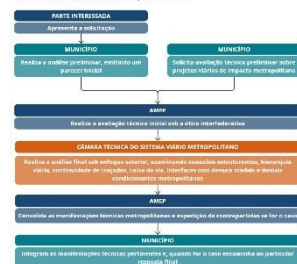 PARTE INTERESSADA
Apresenta a solicitação
MUNICÍPIO
Realiza a análise preliminar, emitindo um
parecer inicial
MUNICÍPIO
Solicita avaliação técnica preliminar sobre
projetos viários de impacto metropolitano
AMEP
Realiza a avaliação técnica inicial sob a ótica interfederativa
CÂMARA TÉCNICA DO SISTEMA VIÁRIO METROPOLITANO
Realiza a análise final sob enfoque setorial, examinando conexões estruturantes, hierarquia
viária, continuidade de traçados, caixa de via, interfaces com demais modais e demais
condicionantes metropolitanos
AMEP
Consolida as manifestações técnicas metropolitanas e expedição de contrapartidas se for o caso
MUNICÍPIO
Integram as manifestações técnicas pertinentes e, quando for o caso encaminha ao particular
resposta final